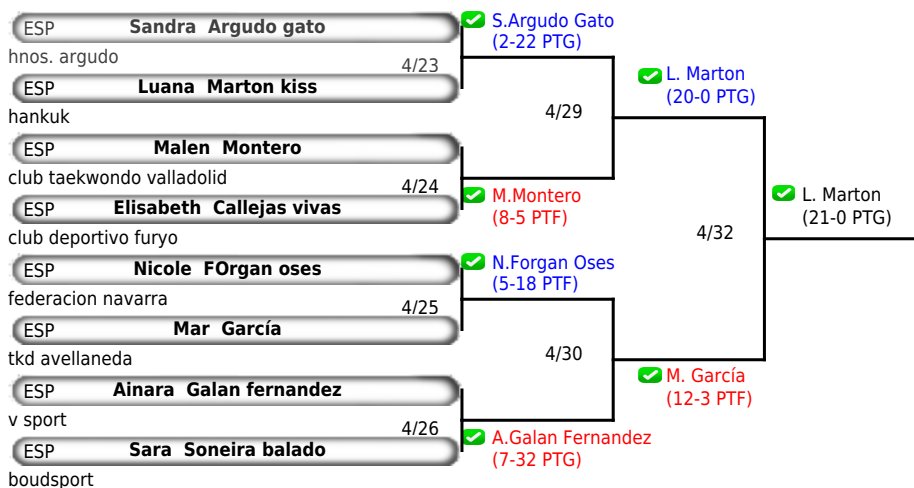 ESP Sandra Argudo gato
hnos. argudo
4/23
ESP Luana Marton kiss
hankuk
ESP Malen Montero
club taekwondo valladolid
4/24
ESP Elisabeth Callejas vivas
club deportivo furyo
ESP Nicole FOrgan oses
federacion navarra
4/25
ESP Mar García
tkd avellaneda
ESP Ainara Galan fernandez
v sport
4/26
ESP Sara Soneira balado
boudsport
S.Argudo Gato
(2-22 PTG)
4/29
M.Montero
(8-5 PTF)
N.Forgan Oses
(5-18 PTF)
4/30
A.Galan Fernandez
(7-32 PTG)
L. Marton
(20-0 PTG)
4/32
M. García
(12-3 PTF)
L. Marton
(21-0 PTG)